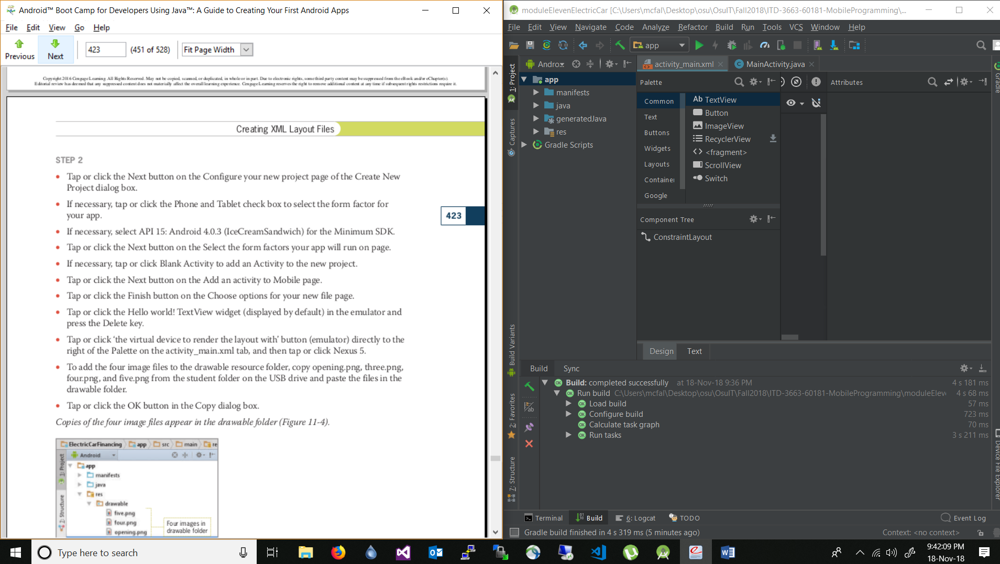 Android™ Boot Camp for Developers Using Java™: A Guide to Creating Your First Android Apps
File Edit View Go Help
Previous Next 423 (451 of 528) Fit Page Width
Copyright 2016 Cengage Learning. All Rights Reserved. May not be copied, scanned, or duplicated, in whole or in part. Due to electronic rights, some third party content may be suppressed from the eBook and/or eChapter(s).
Editorial review has deemed that any suppressed content does not materially affect the overall learning experience. Cengage Learning reserves the right to remove additional content at any time if subsequent rights restrictions require it.
Creating XML Layout Files
STEP 2
• Tap or click the Next button on the Configure your new project page of the Create New
Project dialog box.
• If necessary, tap or click the Phone and Tablet check box to select the form factor for
your app.
423
• If necessary, select API 15: Android 4.0.3 (IceCreamSandwich) for the Minimum SDK.
• Tap or click the Next button on the Select the form factors your app will run on page.
• If necessary, tap or click Blank Activity to add an Activity to the new project.
• Tap or click the Next button on the Add an activity to Mobile page.
• Tap or click the Finish button on the Choose options for your new file page.
• Tap or click the Hello world! TextView widget (displayed by default) in the emulator and
press the Delete key.
• Tap or click ‘the virtual device to render the layout with’ button (emulator) directly to the
right of the Palette on the activity_main.xml tab, and then tap or click Nexus 5.
• To add the four image files to the drawable resource folder, copy opening.png, three.png,
four.png, and five.png from the student folder on the USB drive and paste the files in the
drawable folder.
• Tap or click the OK button in the Copy dialog box.
Copies of the four image files appear in the drawable folder (Figure 11-4).
ElectricCarFinancing app src main re
1: Project
Android
app
manifests
java
res
drawable
five.png
four.png
opening.png
7: Structure
Four images in
drawable folder
moduleElevenElectricCar [C:\Users\mcfal\Desktop\osu\OsuIT\Fall2018\ITD-3663-60181-MobileProgramming\...
File Edit View Navigate Code Analyze Refactor Build Run Tools VCS Window Help
app
1: Project
Captures
Build Variants
2: Favorites
7: Structure
Andro...
app
manifests
java
generatedJava
res
Gradle Scripts
activity_main.xml
MainActivity.java
Palette
Common
Text
Buttons
Widgets
Layouts
Container
Google
Ab TextView
Button
ImageView
RecyclerView
<fragment>
ScrollView
Switch
Component Tree
ConstraintLayout
Attributes
Gradle
Device File Explorer
Design Text
Build Sync
Build: completed successfully at 18-Nov-18 9:36 PM 4 s 181 ms
Run build C:\Users\mcfal\Desktop\osu\OsuIT\Fall2018\ITD-3663-60181-MobileProgramming\moduleEleve 4 s 68 ms
Load build 57 ms
Configure build 723 ms
Calculate task graph 70 ms
Run tasks 3 s 211 ms
Terminal Build 6: Logcat TODO Event Log
Gradle build finished in 4 s 319 ms (5 minutes ago) Context: <no context>
Type here to search
9:42:09 PM
18-Nov-18